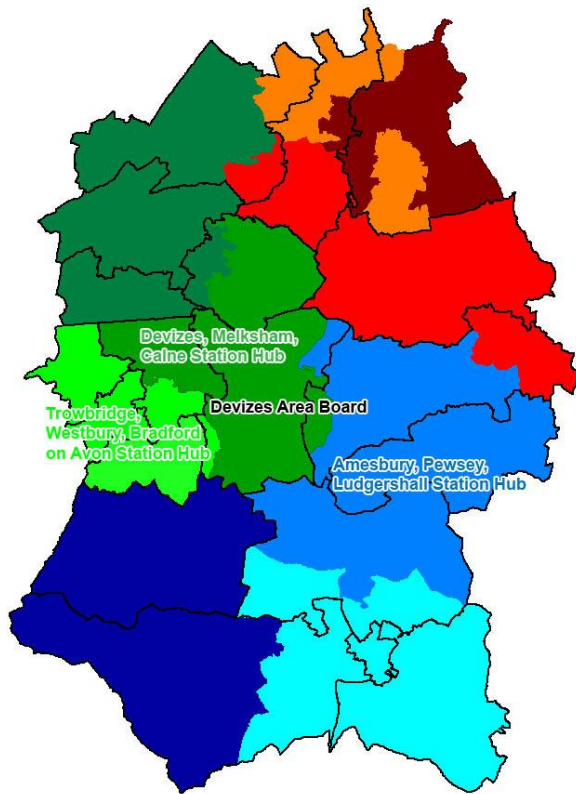 Devizes, Melksham,
Calne Station Hub
Devizes Area Board
Trowbridge,
Westbury, Bradford
on Avon Station Hub
Amesbury, Pewsey,
Ludgershall Station Hub